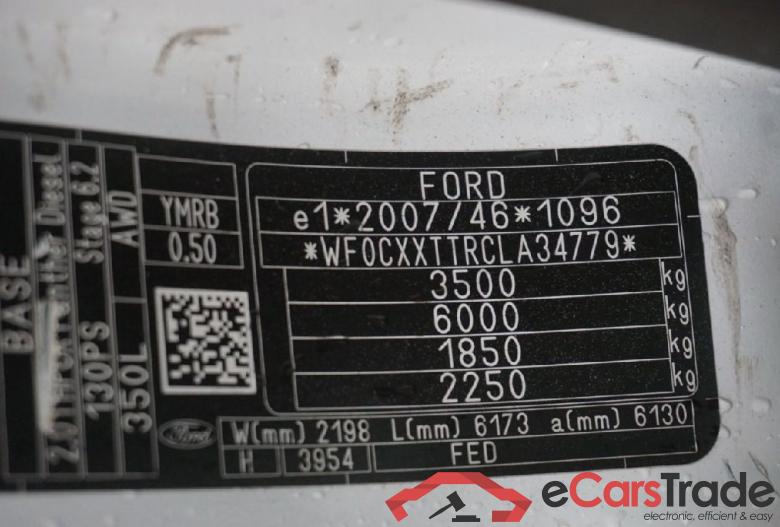 FORD
e1*2007/46*1096
*WF0CXXTTRCLA34779*
3500 kg
6000 kg
1850 kg
2250 kg
YMRB
0.50
BASE
Diesel
Stage 6.2
AWD
130PS
350L
Ford
W(mm) 2198 L(mm) 6173 a(mm) 6130
H 3954 FED
eCarsTrade
electronic, efficient & easy